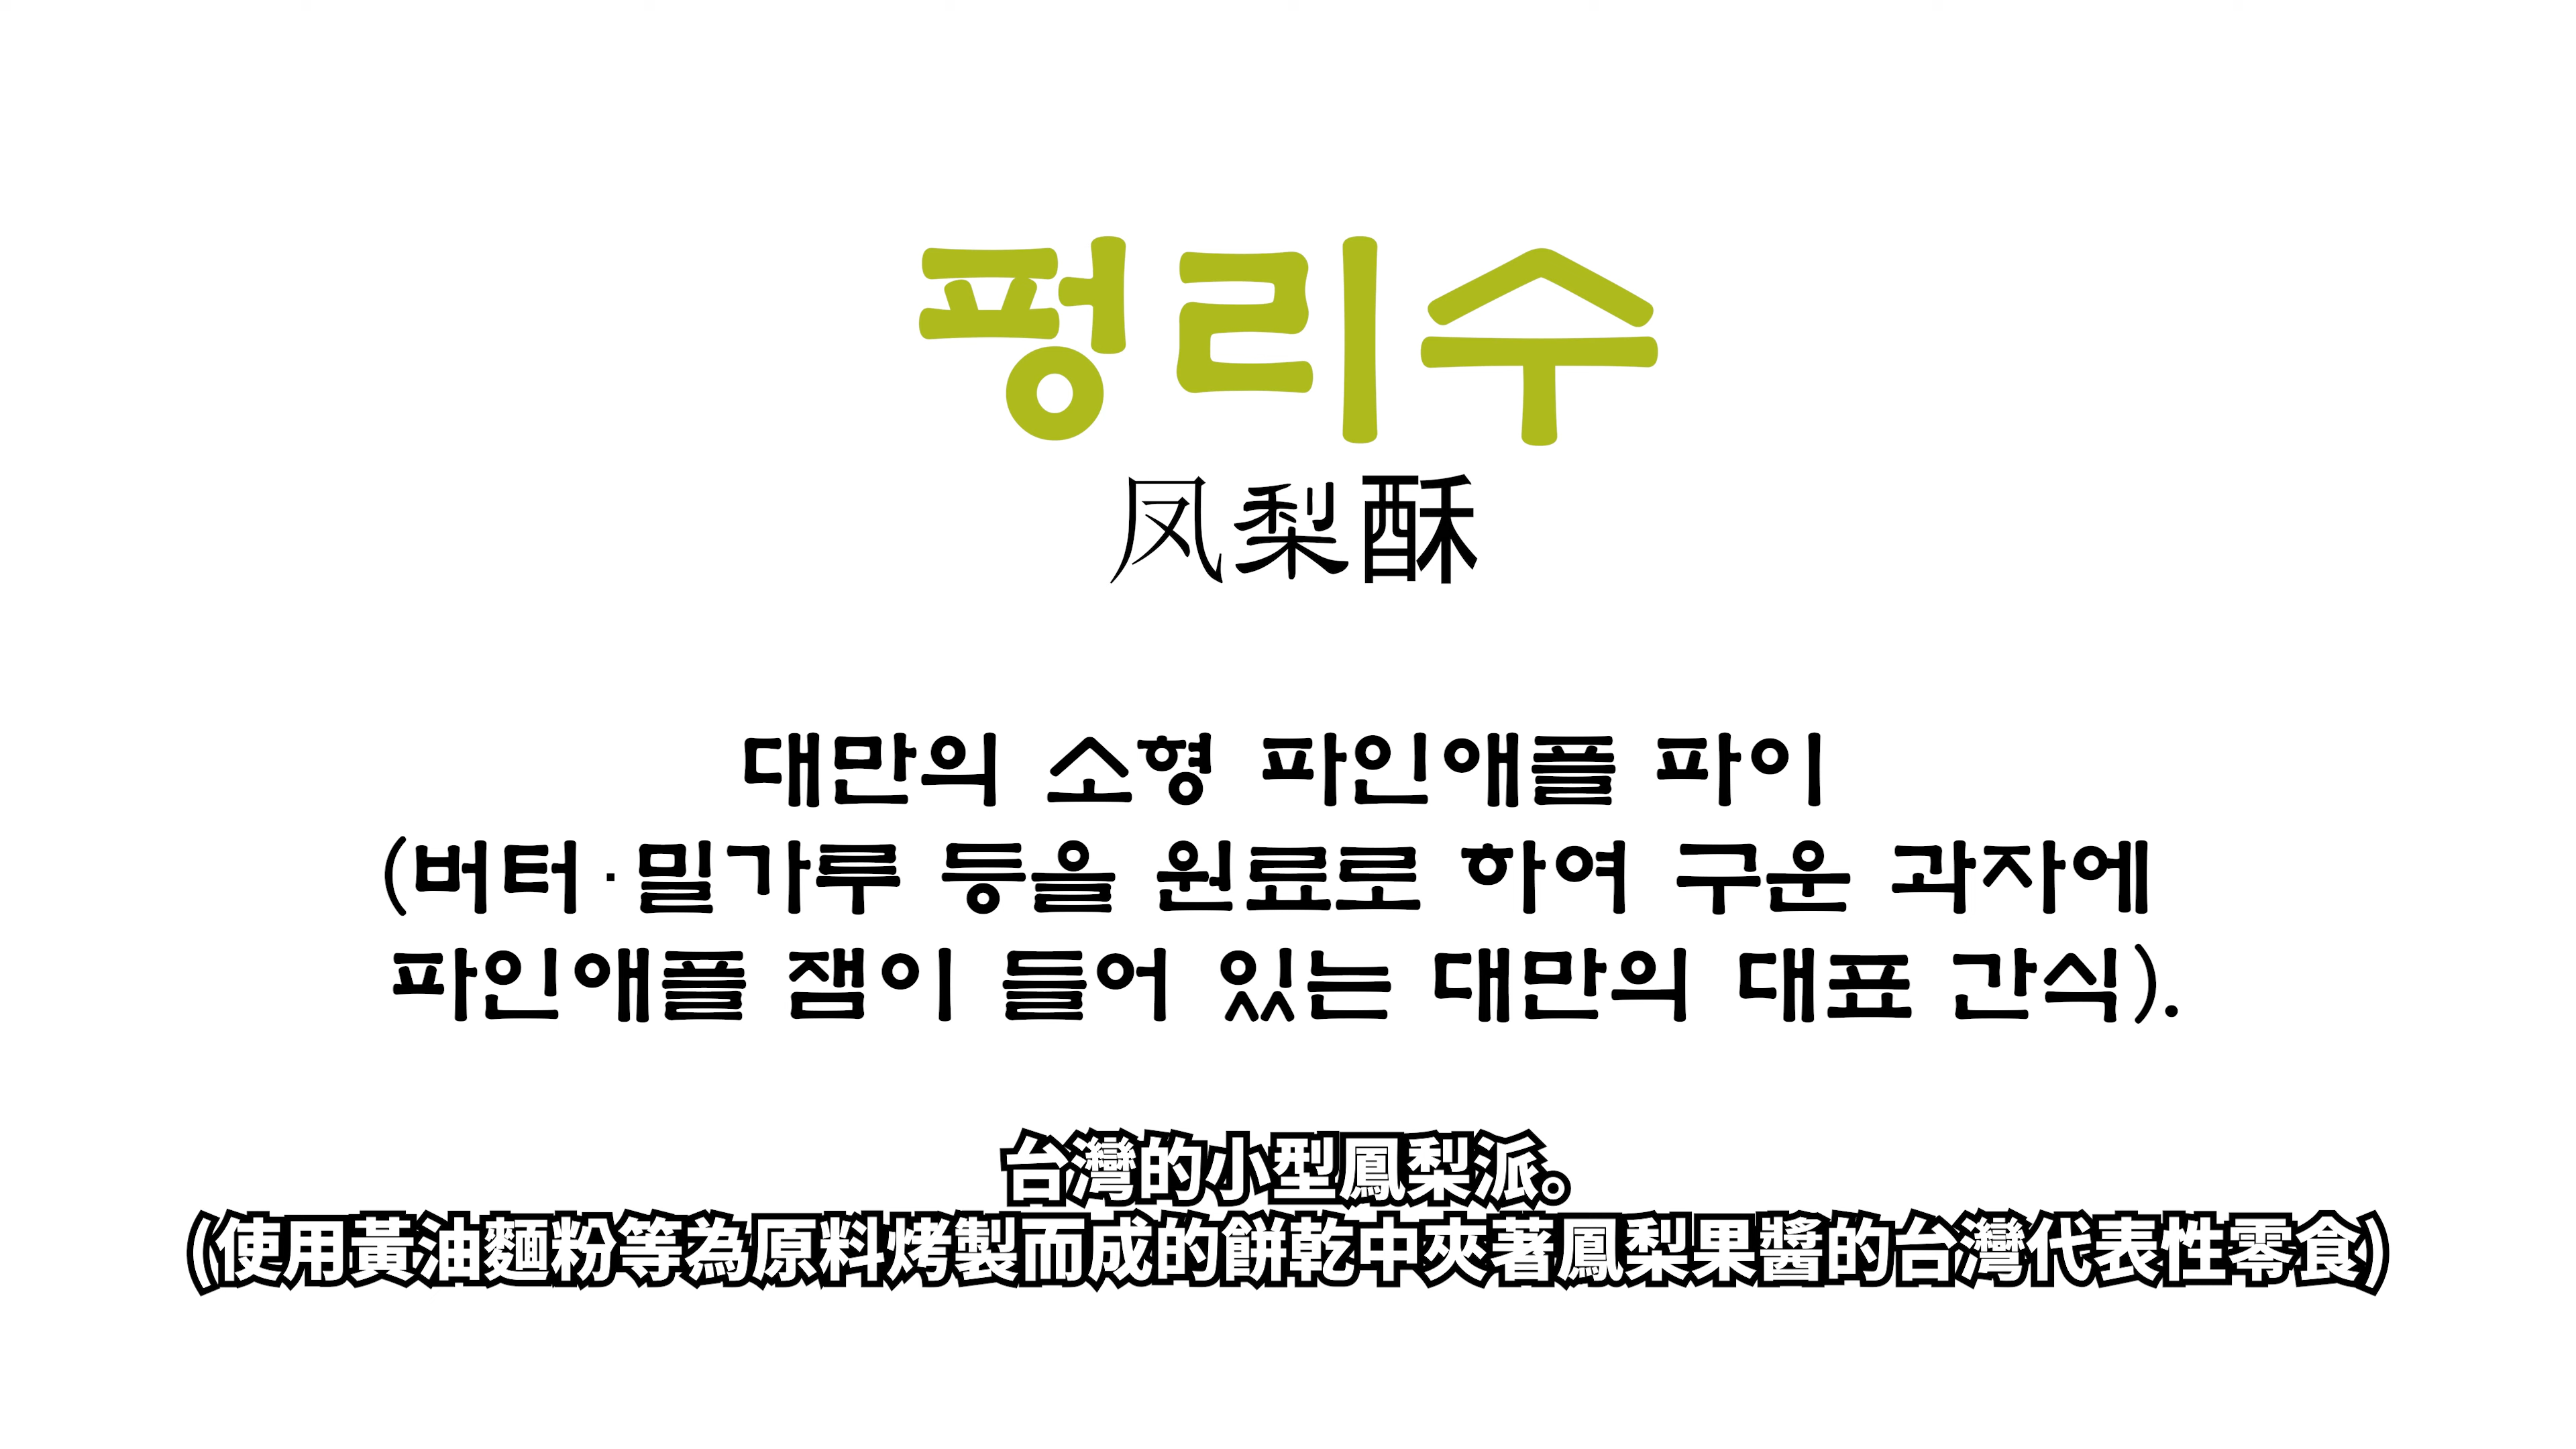 펑리수
凤梨酥
대만의 소형 파인애플 파이
(버터·밀가루 등을 원료로 하여 구운 과자에
파인애플 잼이 들어 있는 대만의 대표 간식).
台灣的小型鳳梨派。
(使用黃油麵粉等為原料烤製而成的餅乾中夾著鳳梨果醬的台灣代表性零食)